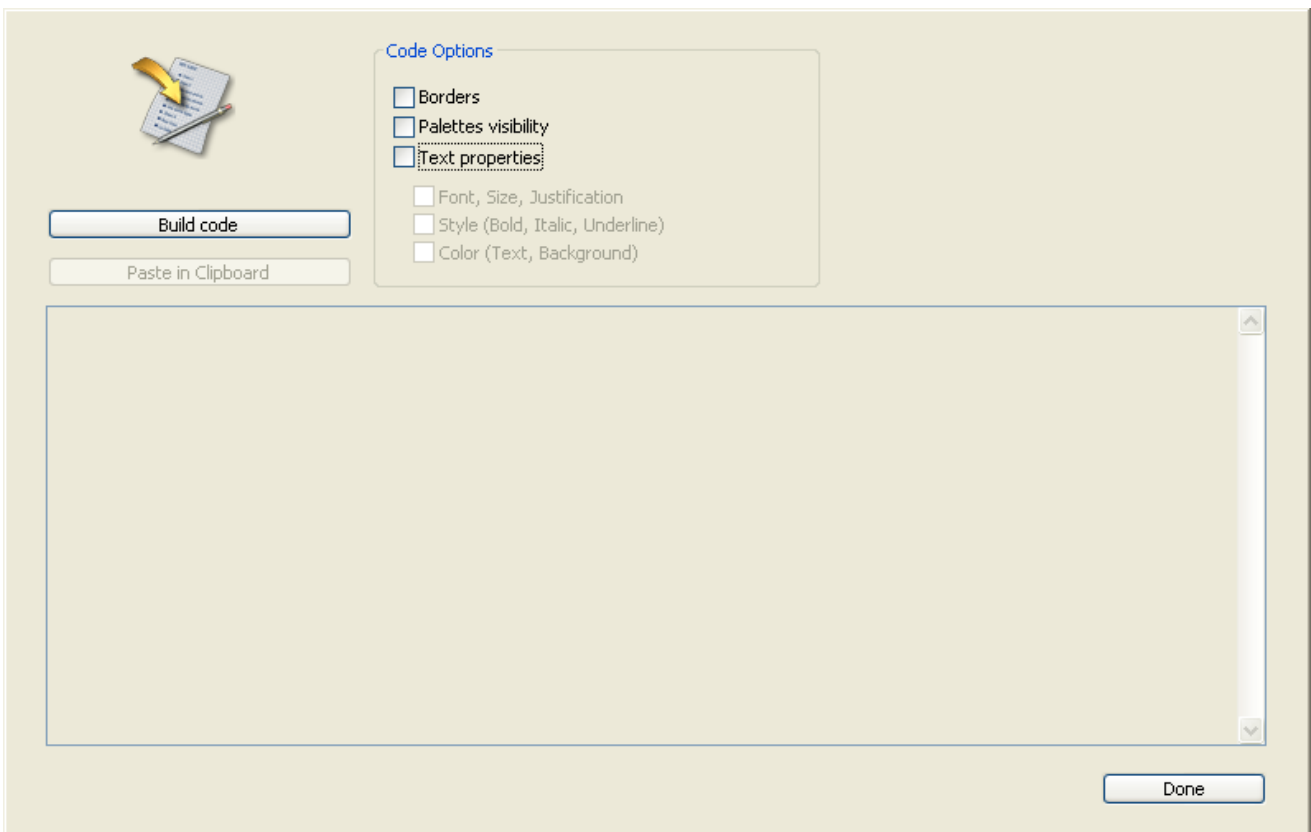 Code Options
Borders
Palettes visibility
Text properties
Font, Size, Justification
Style (Bold, Italic, Underline)
Color (Text, Background)
Build code
Paste in Clipboard
Done